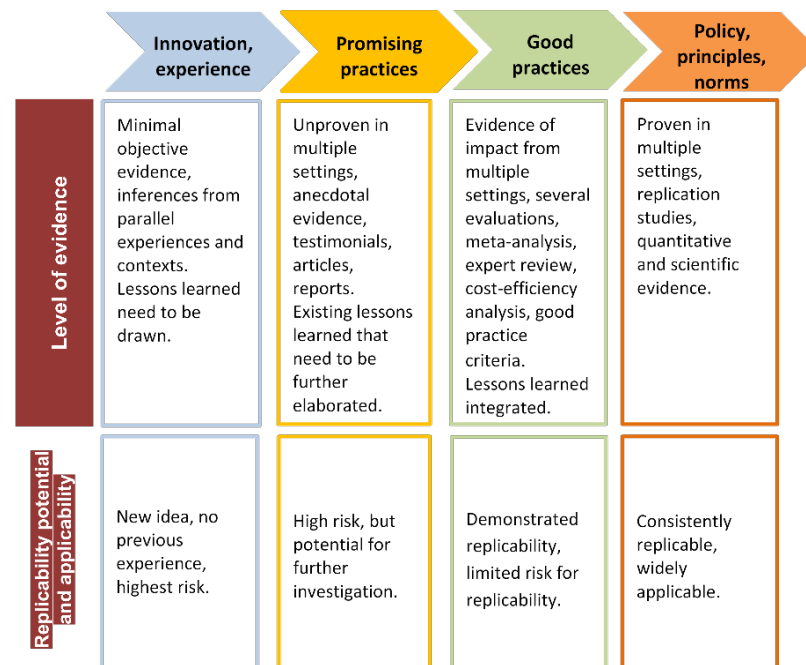 Innovation,
experience
Promising
practices
Good
practices
Policy,
principles,
norms
Level of evidence
Minimal
objective
evidence,
inferences from
parallel
experiences and
contexts.
Lessons learned
need to be
drawn.
Unproven in
multiple
settings,
anecdotal
evidence,
testimonials,
articles,
reports.
Existing lessons
learned that
need to be
further
elaborated.
Evidence of
impact from
multiple
settings, several
evaluations,
meta-analysis,
expert review,
cost-efficiency
analysis, good
practice
criteria.
Lessons learned
integrated.
Proven in
multiple
settings,
replication
studies,
quantitative
and scientific
evidence.
Replicability potential
and applicability
New idea, no
previous
experience,
highest risk.
High risk, but
potential for
further
investigation.
Demonstrated
replicability,
limited risk for
replicability.
Consistently
replicable,
widely
applicable.